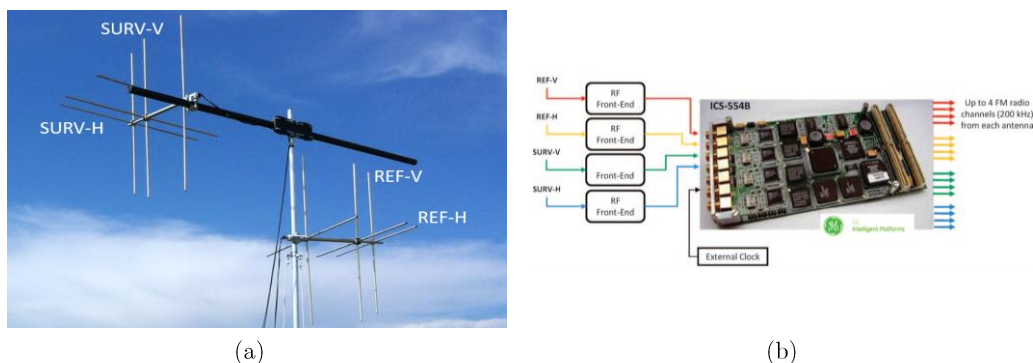 SURV-V
SURV-H
REF-V
REF-H
(a)
REF-V
RF
Front-End
REF-H
RF
Front-End
SURV-V
RF
Front-End
SURV-H
RF
Front-End
ICS-554B
External Clock
Intelligent Platforms
Up to 4 FM radio
channels (200 kHz)
from each antenna
(b)